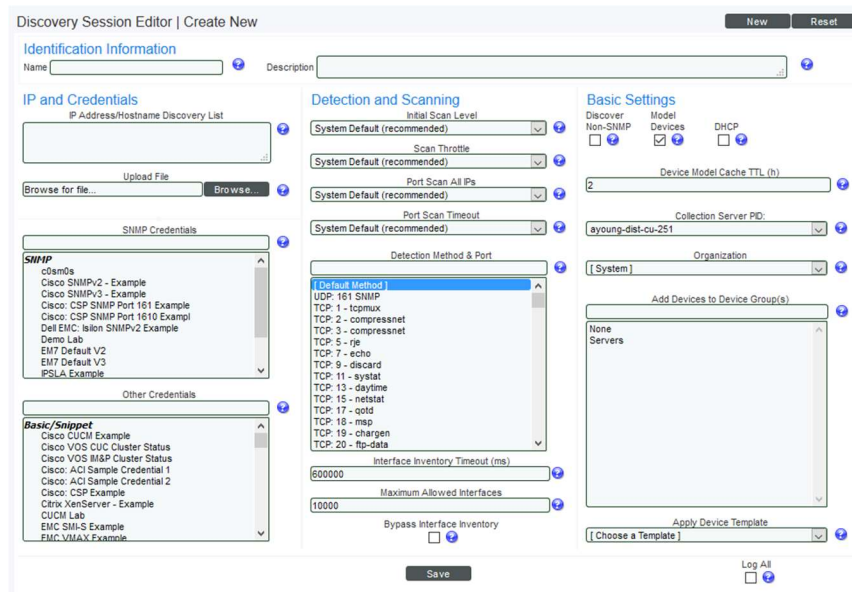 Discovery Session Editor | Create New
New
Reset
Identification Information
Name
Description
IP and Credentials
IP Address/Hostname Discovery List
Upload File
Browse for file...
Browse...
SNMP Credentials
SNMP
c0sm0s
Cisco SNMPv2 - Example
Cisco SNMPv3 - Example
Cisco: CSP SNMP Port 161 Example
Cisco: CSP SNMP Port 1610 Exampl
Dell EMC: Isilon SNMPv2 Example
Demo Lab
EM7 Default V2
EM7 Default V3
IPSLA Example
Other Credentials
Basic/Snippet
Cisco CUCM Example
Cisco VOS CUC Cluster Status
Cisco VOS IM&P Cluster Status
Cisco: ACI Sample Credential 1
Cisco: ACI Sample Credential 2
Cisco: CSP Example
Citrix XenServer - Example
CUCM Lab
EMC SMI-S Example
EMC VMAX Example
Detection and Scanning
Initial Scan Level
System Default (recommended)
Scan Throttle
System Default (recommended)
Port Scan All IPs
System Default (recommended)
Port Scan Timeout
System Default (recommended)
Detection Method & Port
[ Default Method ]
UDP: 161 SNMP
TCP: 1 - tcpmux
TCP: 2 - compressnet
TCP: 3 - compressnet
TCP: 5 - rje
TCP: 7 - echo
TCP: 9 - discard
TCP: 11 - systat
TCP: 13 - daytime
TCP: 15 - netstat
TCP: 17 - qotd
TCP: 18 - msp
TCP: 19 - chargen
TCP: 20 - ftp-data
Interface Inventory Timeout (ms)
600000
Maximum Allowed Interfaces
10000
Bypass Interface Inventory
Basic Settings
Discover Non-SNMP
Model Devices
DHCP
Device Model Cache TTL (h)
2
Collection Server PID:
ayoung-dist-cu-251
Organization
[ System ]
Add Devices to Device Group(s)
None
Servers
Apply Device Template
[ Choose a Template ]
Save
Log All